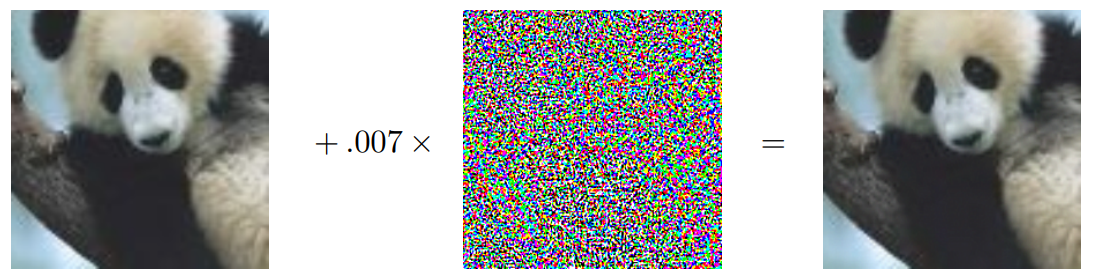 + .007 × =